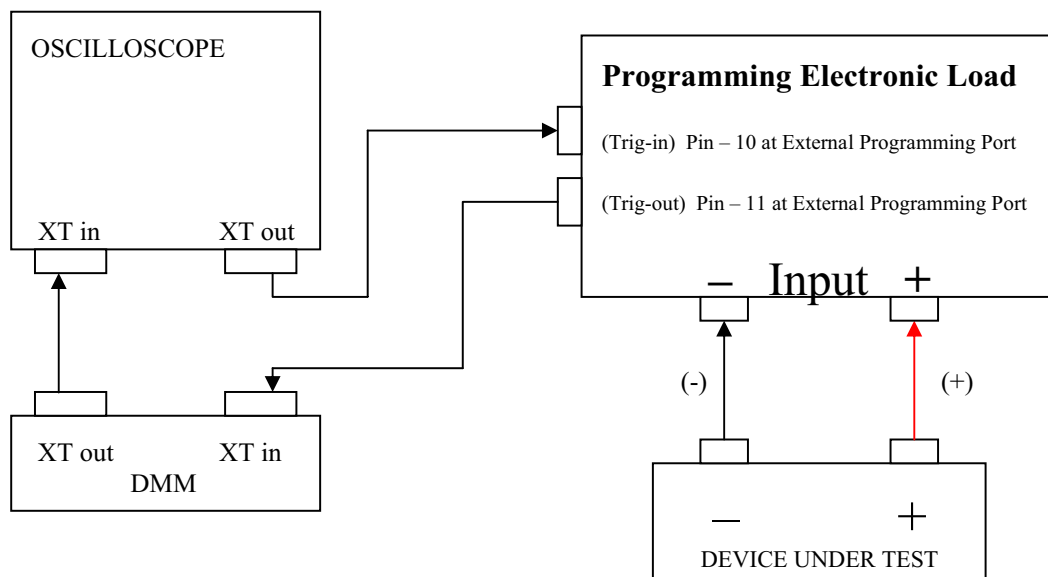 OSCILLOSCOPE
XT in
XT out
Programming Electronic Load
(Trig-in) Pin – 10 at External Programming Port
(Trig-out) Pin – 11 at External Programming Port
– Input +
(-)
(+)
XT out
XT in
DMM
– +
DEVICE UNDER TEST